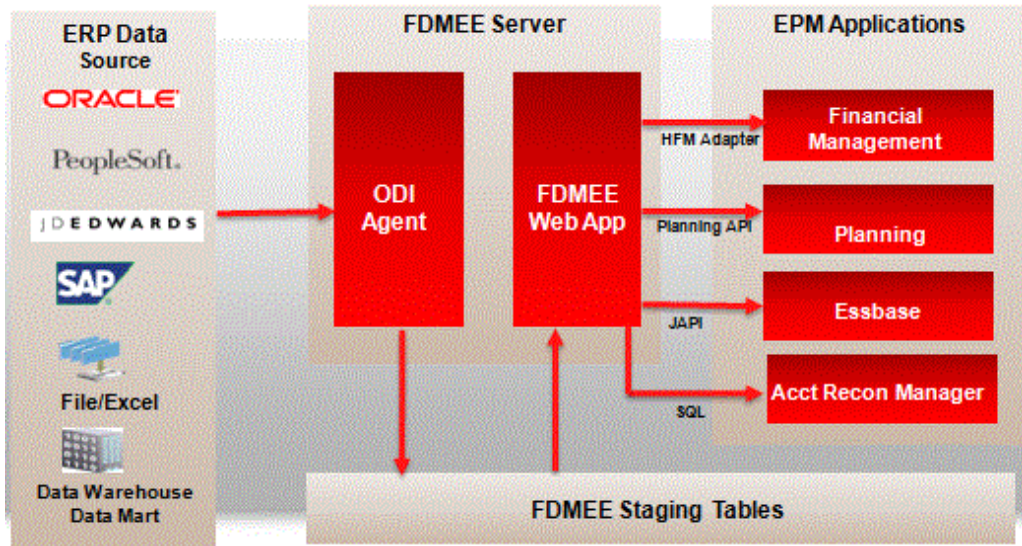 ERP Data
Source
ORACLE®
PeopleSoft®
JDEDWARDS
SAP
File/Excel
Data Warehouse
Data Mart
FDMEE Server
ODI
Agent
FDMEE
Web App
HFM Adapter
Planning API
JAPI
SQL
EPM Applications
Financial
Management
Planning
Essbase
Acct Recon Manager
FDMEE Staging Tables